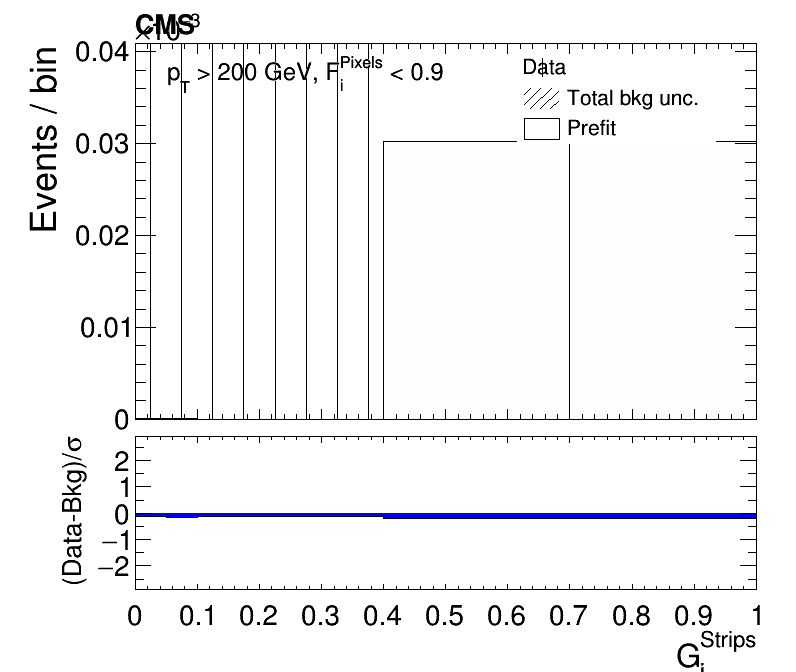 CMS
×10⁻³
Events / bin
0.04
0.03
0.02
0.01
0
p_T > 200 GeV, F_i^Pixels < 0.9
Data
Total bkg unc.
Prefit
(Data-Bkg)/σ
2
1
0
−1
−2
0 0.1 0.2 0.3 0.4 0.5 0.6 0.7 0.8 0.9 1
G_i^Strips